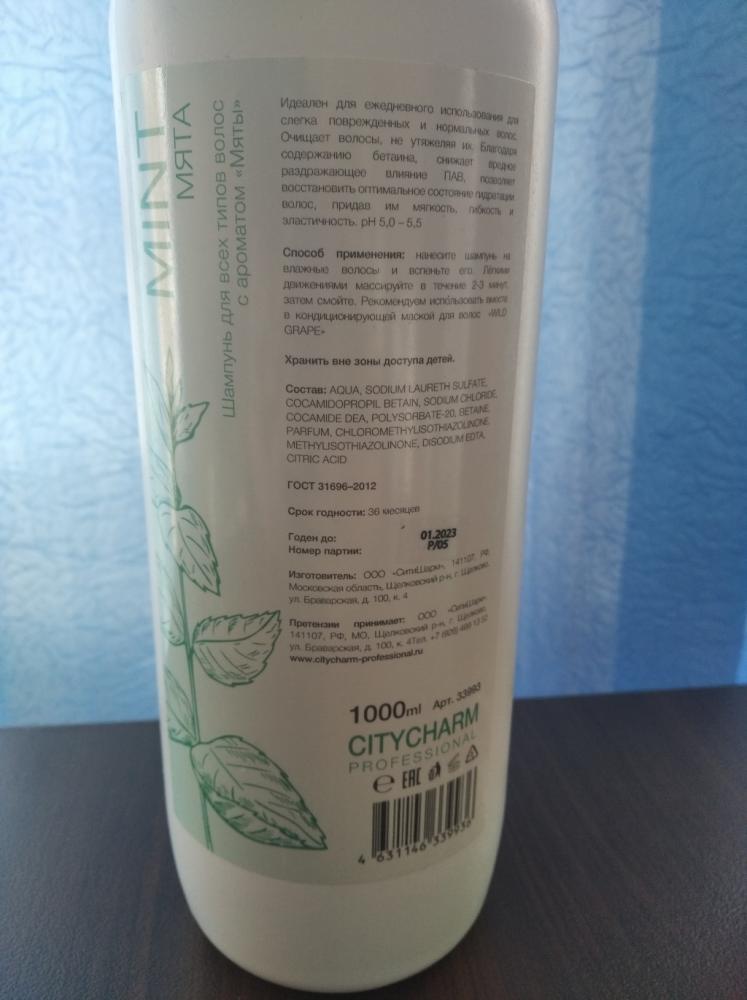 MINT
МЯТА
Шампунь для всех типов волос
с ароматом «Мяты»
Идеален для ежедневного использования для
слегка поврежденных и нормальных волос.
Очищает волосы, не утяжеляя их. Благодаря
содержанию бетаина, снижает вредное
раздражающее влияние ПАВ, позволяет
восстановить оптимальное состояние гидратации
волос, придав им мягкость, гибкость и
эластичность. pH 5,0 – 5,5
Способ применения: нанесите шампунь на
влажные волосы и вспеньте его. Лёгкими
движениями массируйте в течение 2-3 минут,
затем смойте. Рекомендуем использовать вместе
с кондиционирующей маской для волос «WILD
GRAPE»
Хранить вне зоны доступа детей.
Состав: AQUA, SODIUM LAURETH SULFATE,
COCAMIDOPROPIL BETAIN, SODIUM CHLORIDE,
COCAMIDE DEA, POLYSORBATE-20, BETAINE,
PARFUM, CHLOROMETHYLISOTHIAZOLINONE,
METHYLISOTHIAZOLINONE, DISODIUM EDTA,
CITRIC ACID
ГОСТ 31696–2012
Срок годности: 36 месяцев
Годен до: 01.2023
Номер партии: P/05
Изготовитель: ООО «СитиШарм», 141107, РФ,
Московская область, Щелковский р-н, г. Щелково,
ул. Браварская, д. 100, к. 4
Претензии принимает: ООО «СитиШарм»
141107, РФ, МО, Щелковский р-н, г. Щелково,
ул. Браварская, д. 100, к. 4Тел.
www.citycharm-professional.ru
1000ml Арт. 33993
CITYCHARM
PROFESSIONAL
EAC
4 631146 339936